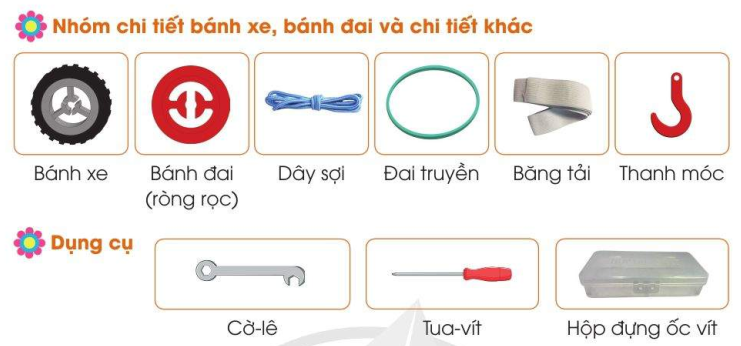 Nhóm chi tiết bánh xe, bánh đai và chi tiết khác
Bánh xe
Bánh đai
(ròng rọc)
Dây sợi
Đai truyền
Băng tải
Thanh móc
Dụng cụ
Cờ-lê
Tua-vít
Hộp đựng ốc vít